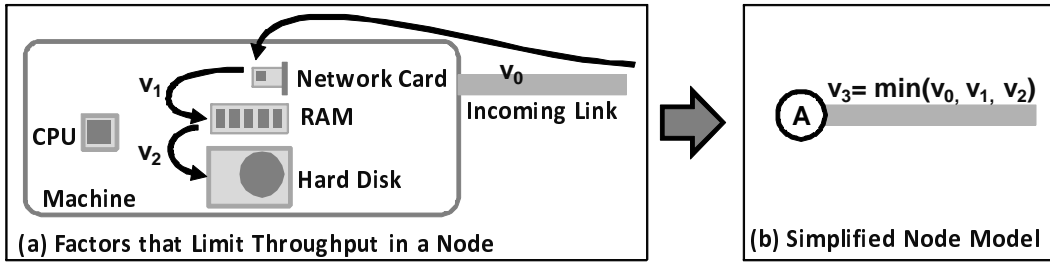 v₀
Network Card
v₁
Incoming Link
RAM
CPU
v₂
Hard Disk
Machine
(a) Factors that Limit Throughput in a Node
v₃= min(v₀, v₁, v₂)
A
(b) Simplified Node Model